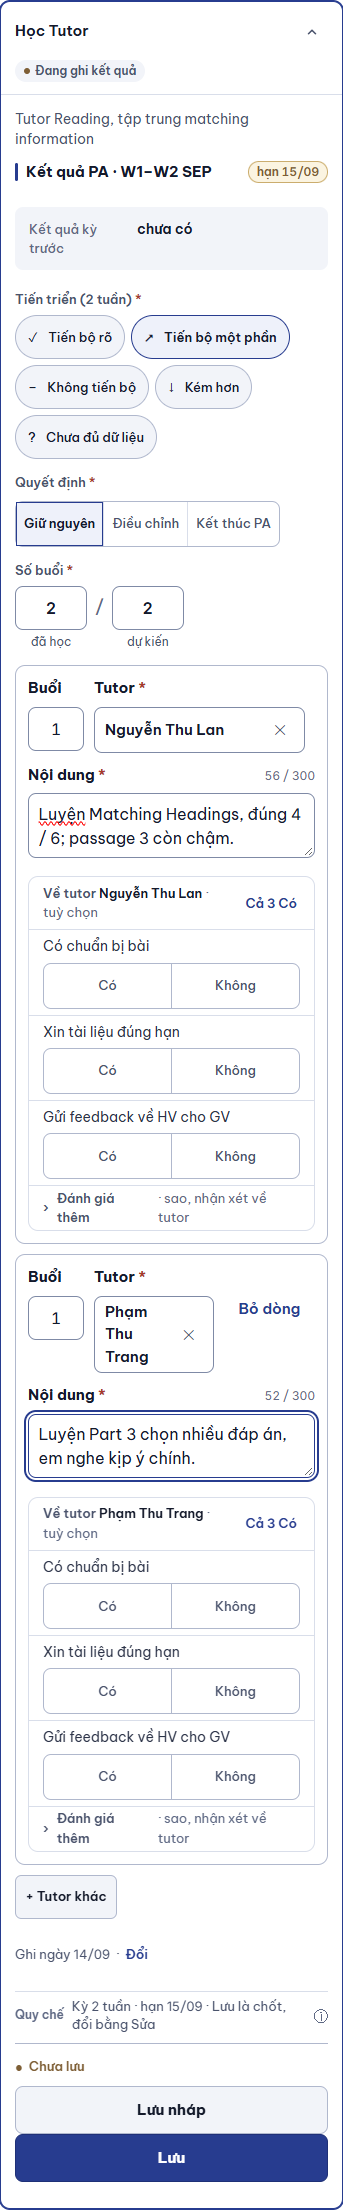 Học Tutor
Đang ghi kết quả
Tutor Reading, tập trung matching
information
Kết quả PA · W1–W2 SEP
hạn 15/09
Kết quả kỳ
trước
chưa có
Tiến triển (2 tuần) *
✓ Tiến bộ rõ
↗ Tiến bộ một phần
– Không tiến bộ
↓ Kém hơn
? Chưa đủ dữ liệu
Quyết định *
Giữ nguyên
Điều chỉnh
Kết thúc PA
Số buổi *
2 / 2
đã học
dự kiến
Buổi
Tutor *
1
Nguyễn Thu Lan
Nội dung *
56 / 300
Luyện Matching Headings, đúng 4
/ 6; passage 3 còn chậm.
Về tutor Nguyễn Thu Lan ·
tuỳ chọn
Cả 3 Có
Có chuẩn bị bài
Có
Không
Xin tài liệu đúng hạn
Có
Không
Gửi feedback về HV cho GV
Có
Không
› Đánh giá
thêm
· sao, nhận xét về
tutor
Buổi
Tutor *
1
Phạm
Thu
Trang
Bỏ dòng
Nội dung *
52 / 300
Luyện Part 3 chọn nhiều đáp án,
em nghe kịp ý chính.
Về tutor Phạm Thu Trang ·
tuỳ chọn
Cả 3 Có
Có chuẩn bị bài
Có
Không
Xin tài liệu đúng hạn
Có
Không
Gửi feedback về HV cho GV
Có
Không
› Đánh giá
thêm
· sao, nhận xét về
tutor
+ Tutor khác
Ghi ngày 14/09 · Đổi
Quy chế
Kỳ 2 tuần · hạn 15/09 · Lưu là chốt,
đổi bằng Sửa
Chưa lưu
Lưu nháp
Lưu